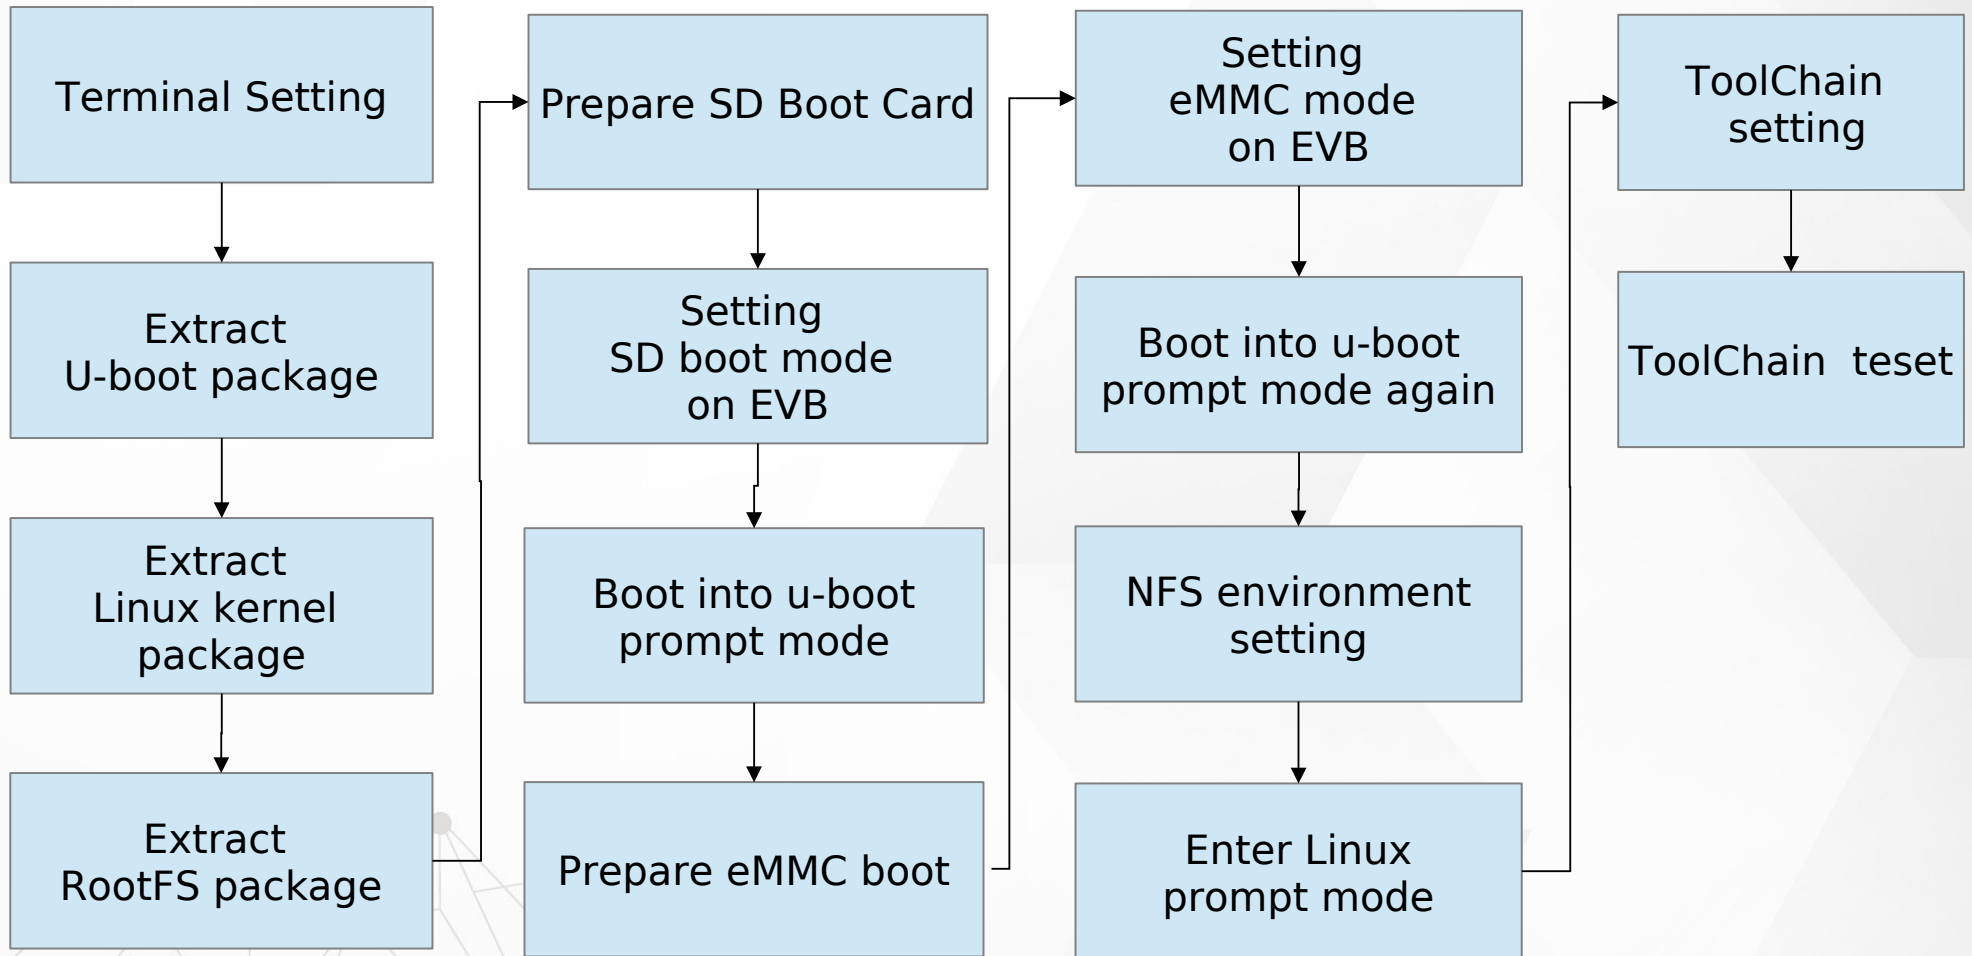 Terminal Setting
Extract
U-boot package
Extract
Linux kernel
package
Extract
RootFS package
Prepare SD Boot Card
Setting
SD boot mode
on EVB
Boot into u-boot
prompt mode
Prepare eMMC boot
Setting
eMMC mode
on EVB
Boot into u-boot
prompt mode again
NFS environment
setting
Enter Linux
prompt mode
ToolChain
setting
ToolChain  teset